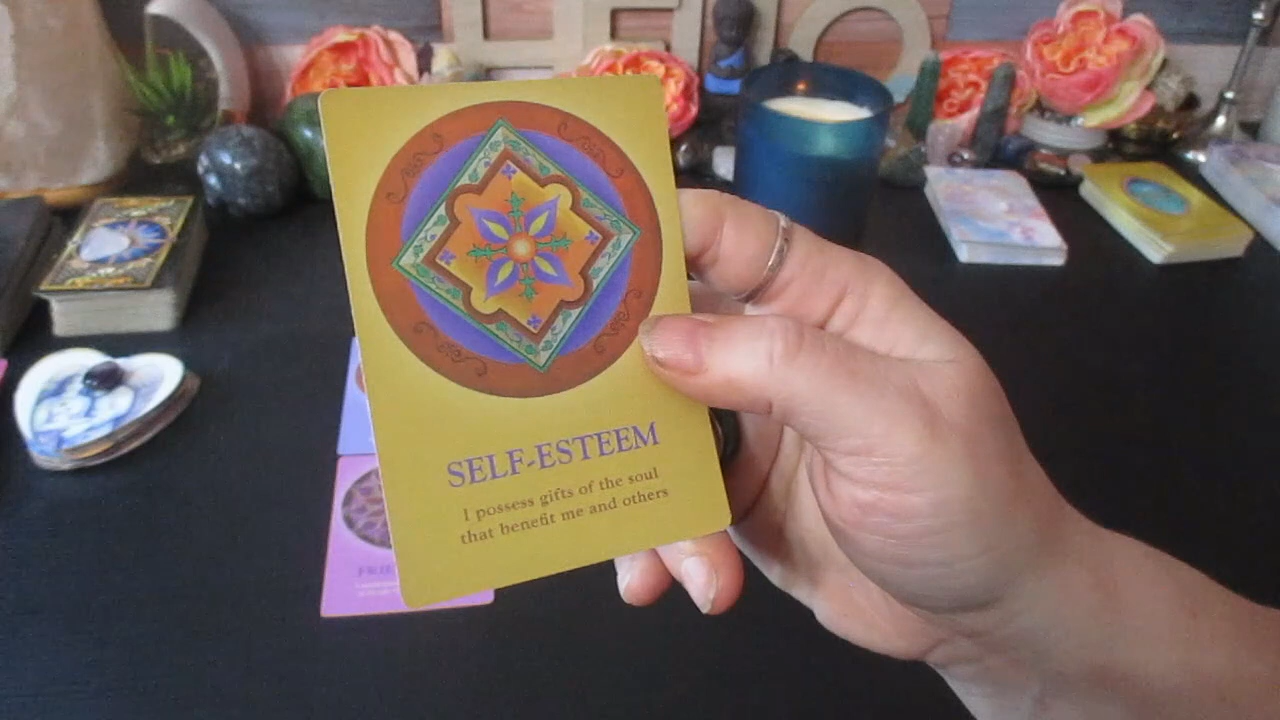 SELF-ESTEEM
I possess gifts of the soul
that benefit me and others